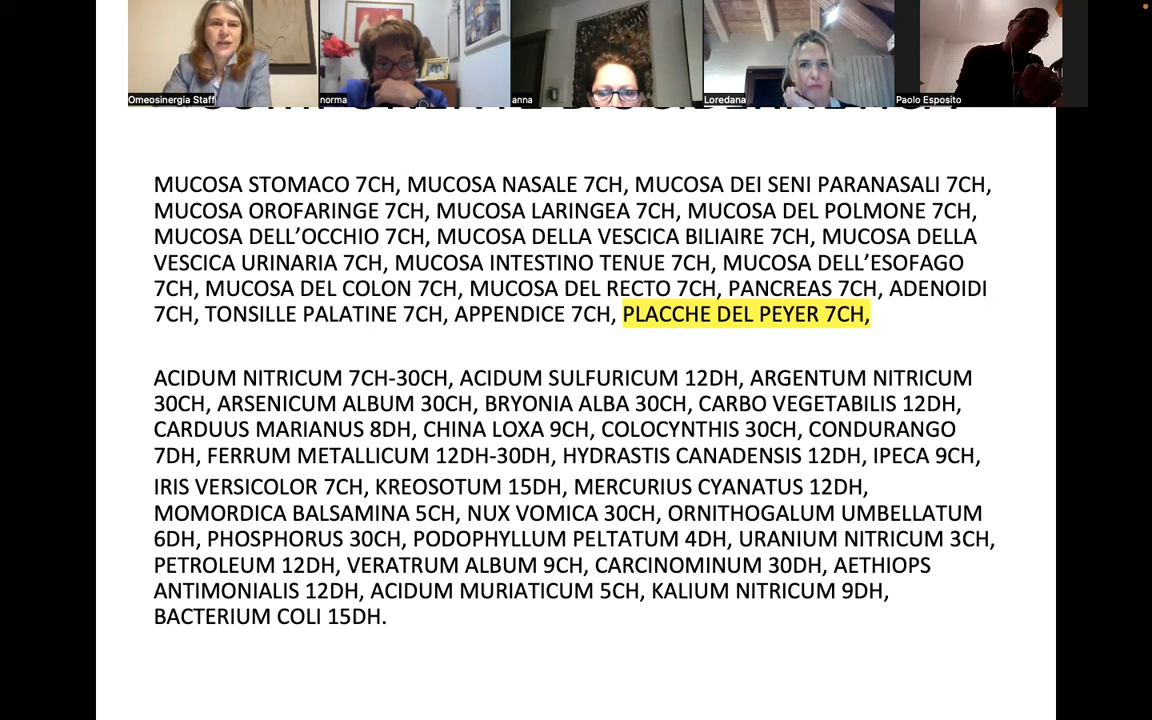 Omeosinergia Staff
norma
anna
Loredana
Paolo Esposito
MUCOSA STOMACO 7CH, MUCOSA NASALE 7CH, MUCOSA DEI SENI PARANASALI 7CH,
MUCOSA OROFARINGE 7CH, MUCOSA LARINGEA 7CH, MUCOSA DEL POLMONE 7CH,
MUCOSA DELL’OCCHIO 7CH, MUCOSA DELLA VESCICA BILIAIRE 7CH, MUCOSA DELLA
VESCICA URINARIA 7CH, MUCOSA INTESTINO TENUE 7CH, MUCOSA DELL’ESOFAGO
7CH, MUCOSA DEL COLON 7CH, MUCOSA DEL RECTO 7CH, PANCREAS 7CH, ADENOIDI
7CH, TONSILLE PALATINE 7CH, APPENDICE 7CH, PLACCHE DEL PEYER 7CH,
ACIDUM NITRICUM 7CH-30CH, ACIDUM SULFURICUM 12DH, ARGENTUM NITRICUM
30CH, ARSENICUM ALBUM 30CH, BRYONIA ALBA 30CH, CARBO VEGETABILIS 12DH,
CARDUUS MARIANUS 8DH, CHINA LOXA 9CH, COLOCYNTHIS 30CH, CONDURANGO
7DH, FERRUM METALLICUM 12DH-30DH, HYDRASTIS CANADENSIS 12DH, IPECA 9CH,
IRIS VERSICOLOR 7CH, KREOSOTUM 15DH, MERCURIUS CYANATUS 12DH,
MOMORDICA BALSAMINA 5CH, NUX VOMICA 30CH, ORNITHOGALUM UMBELLATUM
6DH, PHOSPHORUS 30CH, PODOPHYLLUM PELTATUM 4DH, URANIUM NITRICUM 3CH,
PETROLEUM 12DH, VERATRUM ALBUM 9CH, CARCINOMINUM 30DH, AETHIOPS
ANTIMONIALIS 12DH, ACIDUM MURIATICUM 5CH, KALIUM NITRICUM 9DH,
BACTERIUM COLI 15DH.